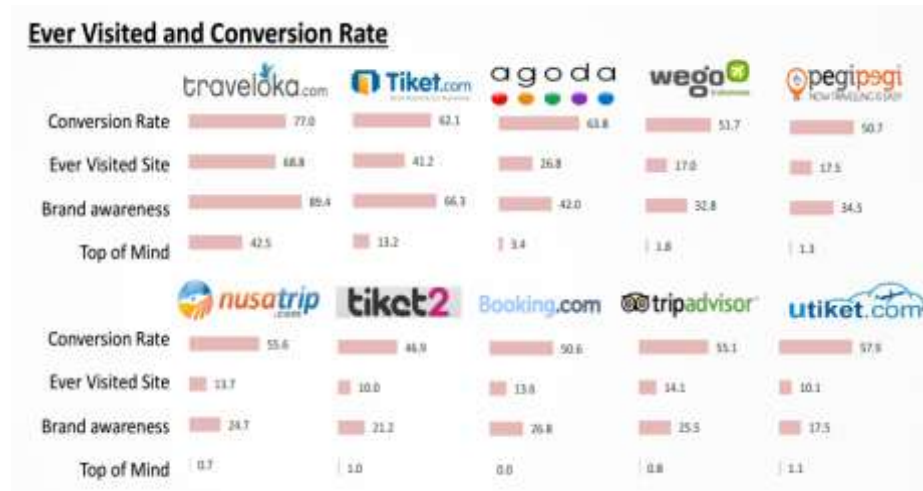 Ever Visited and Conversion Rate
traveloka.com Tiket.com agoda wego pegipegi
Conversion Rate 77.0 62.1 63.8 51.7 50.7
Ever Visited Site 68.8 41.2 26.8 17.0 17.5
Brand awareness 89.4 66.3 42.0 32.8 34.5
Top of Mind 42.5 13.2 3.4 1.8 1.3
nusatrip.com tiket2 Booking.com tripadvisor utiket.com
Conversion Rate 55.6 46.9 50.6 55.1 57.9
Ever Visited Site 13.7 10.0 13.6 14.1 10.1
Brand awareness 24.7 21.2 26.8 25.5 17.5
Top of Mind 0.7 1.0 0.0 0.8 1.1